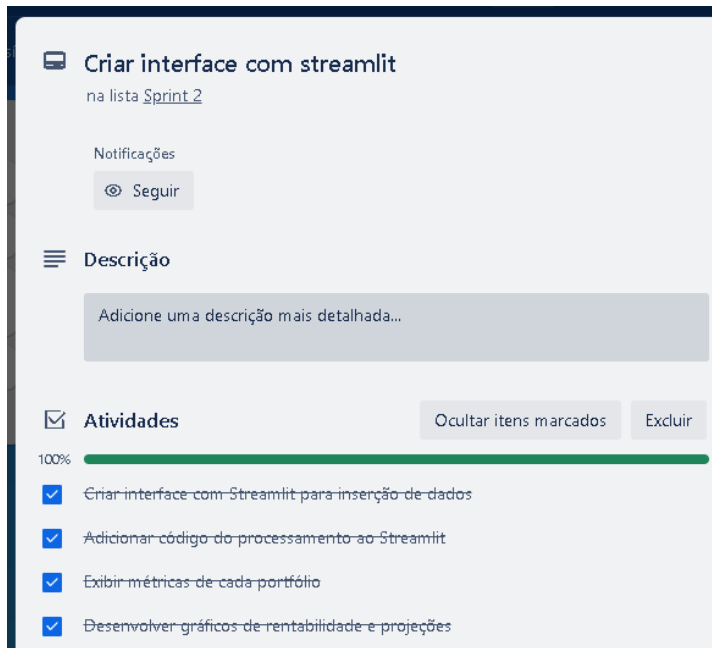 Criar interface com streamlit
na lista Sprint 2
Notificações
Seguir
Descrição
Adicione uma descrição mais detalhada...
Atividades
Ocultar itens marcados
Excluir
100%
Criar interface com Streamlit para inserção de dados
Adicionar código do processamento ao Streamlit
Exibir métricas de cada portfólio
Desenvolver gráficos de rentabilidade e projeções